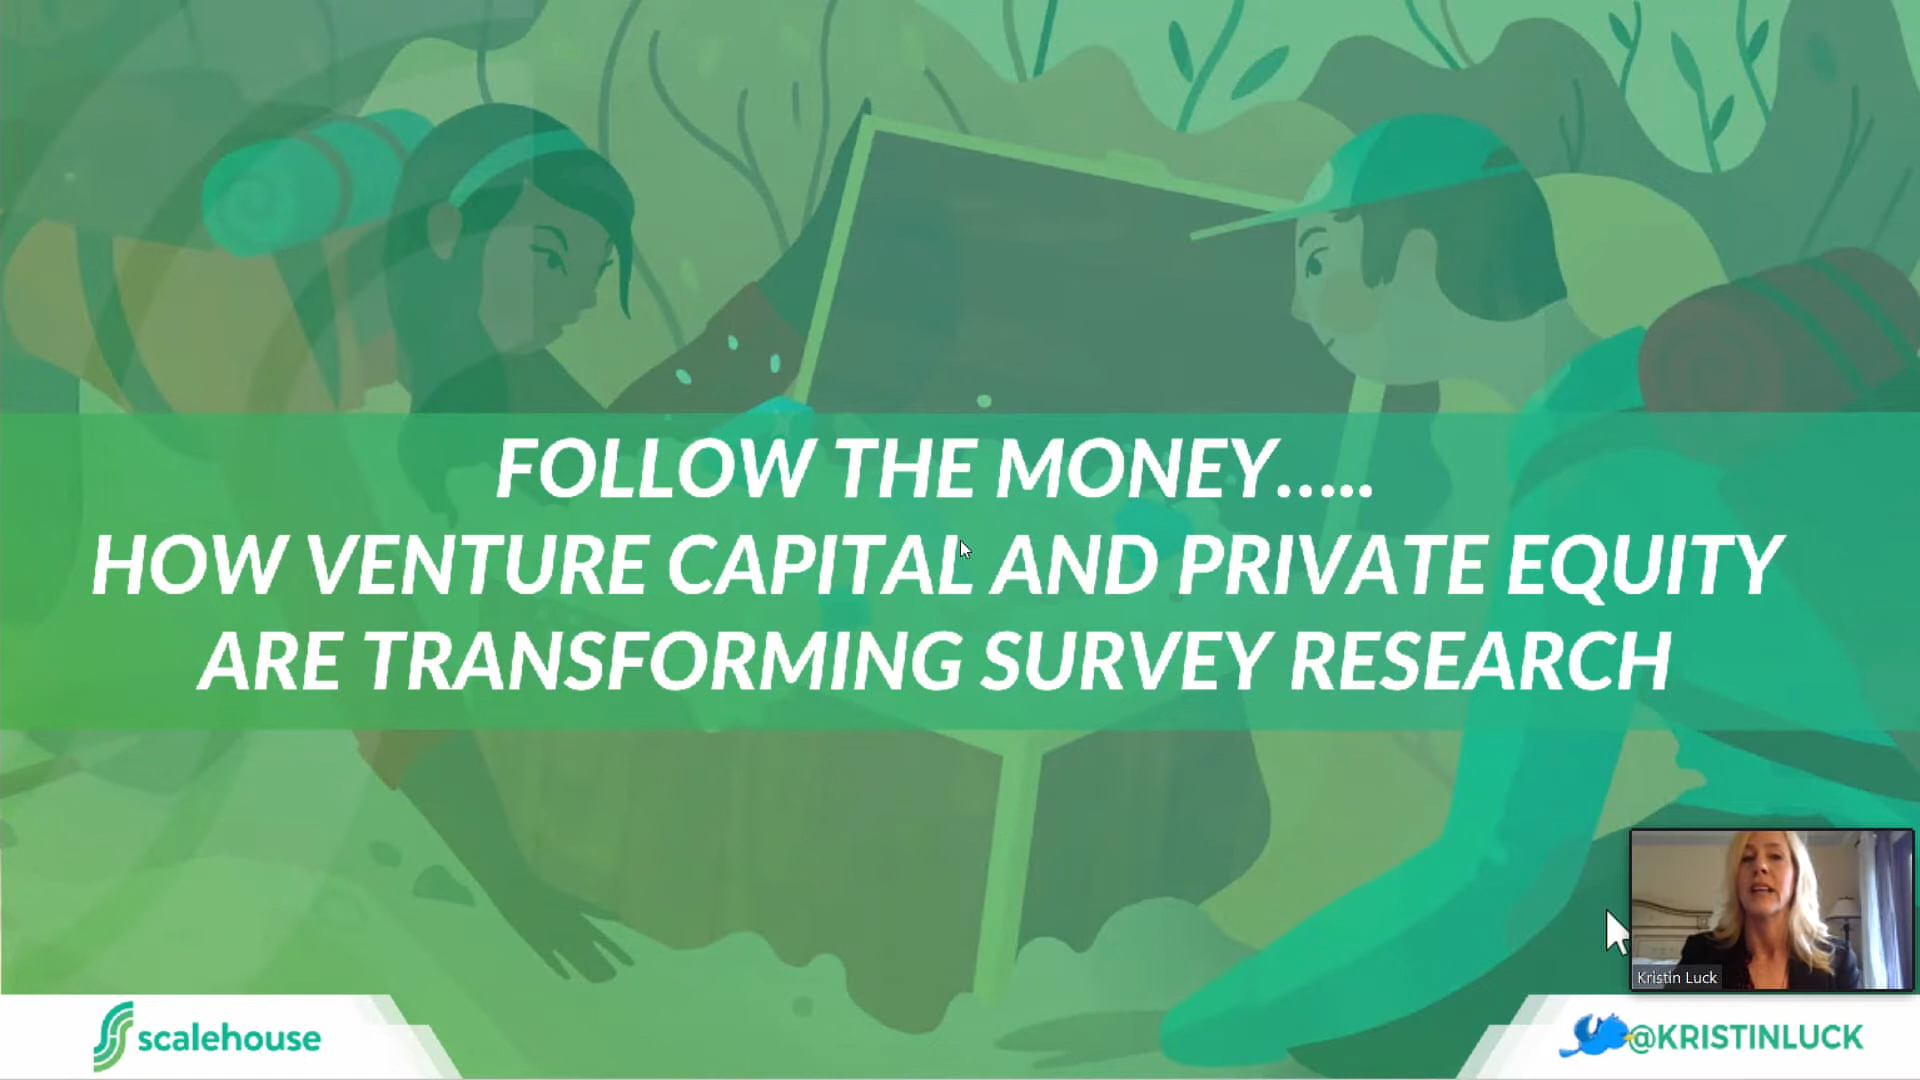 FOLLOW THE MONEY.....
HOW VENTURE CAPITAL AND PRIVATE EQUITY
ARE TRANSFORMING SURVEY RESEARCH
Kristin Luck
scalehouse
@KRISTINLUCK